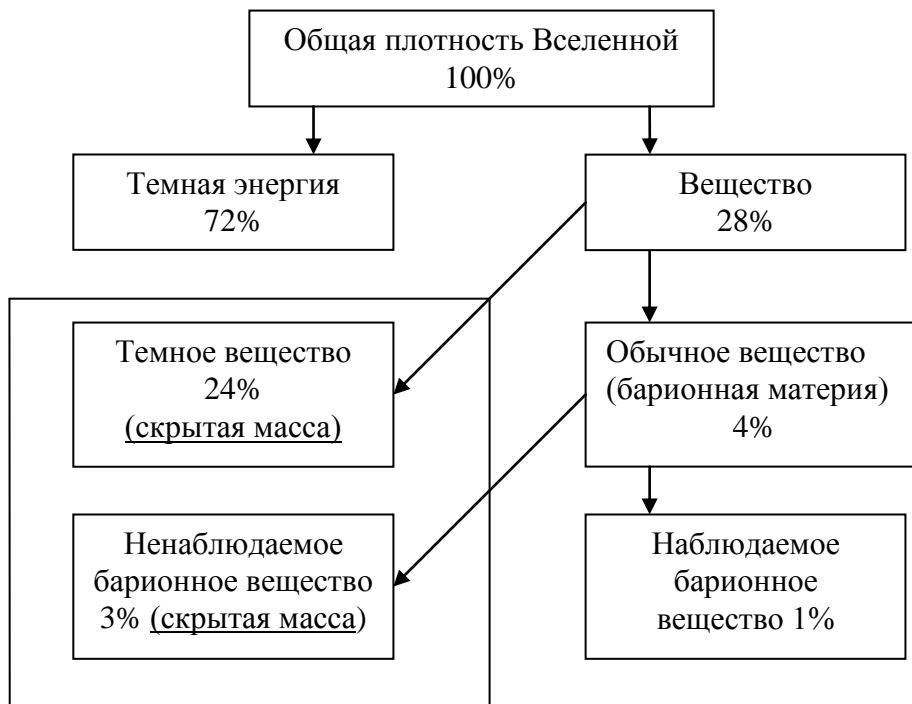 Общая плотность Вселенной
100%
Темная энергия
72%
Вещество
28%
Темное вещество
24%
(скрытая масса)
Обычное вещество
(барионная материя)
4%
Ненаблюдаемое
барионное вещество
3% (скрытая масса)
Наблюдаемое
барионное
вещество 1%